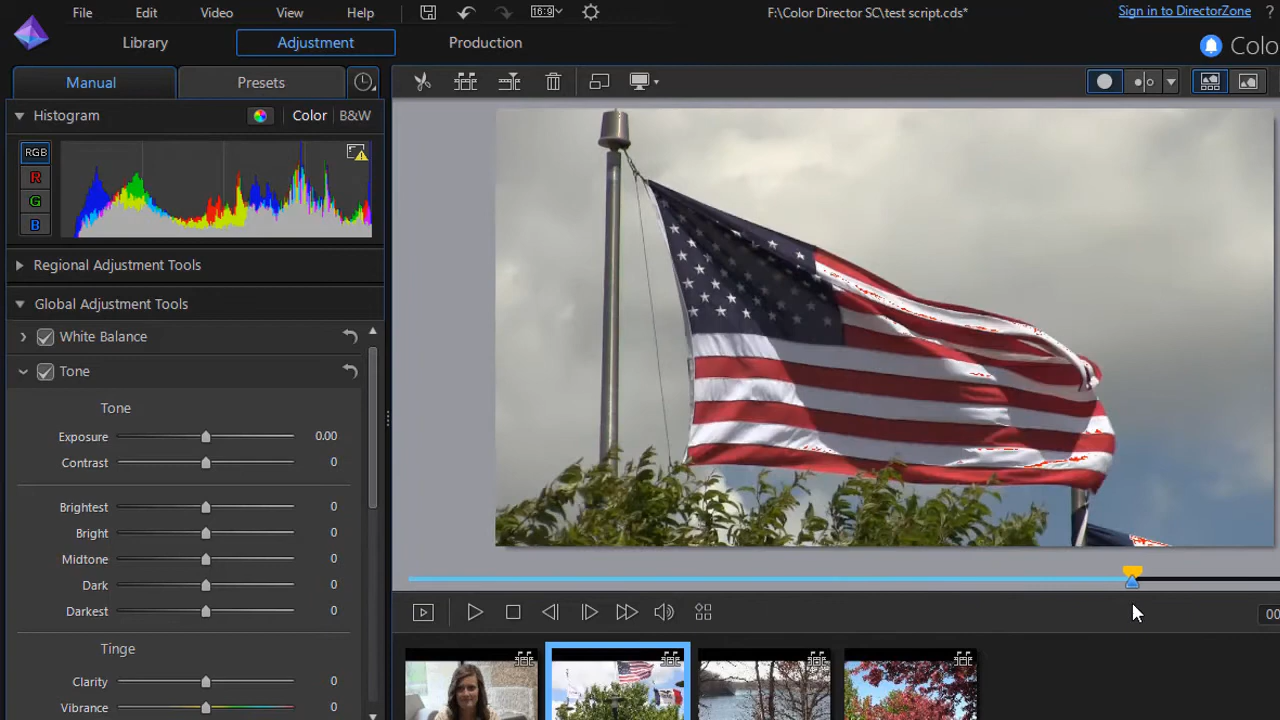 File Edit Video View Help 16:9 F:\Color Director SC\test script.cds* Sign in to DirectorZone ?
Library Adjustment Production Colo
Manual Presets
Histogram Color B&W
RGB
R
G
B
Regional Adjustment Tools
Global Adjustment Tools
White Balance
Tone
Tone
Exposure 0.00
Contrast 0
Brightest 0
Bright 0
Midtone 0
Dark 0
Darkest 0
00
Tinge
Clarity 0
Vibrance 0